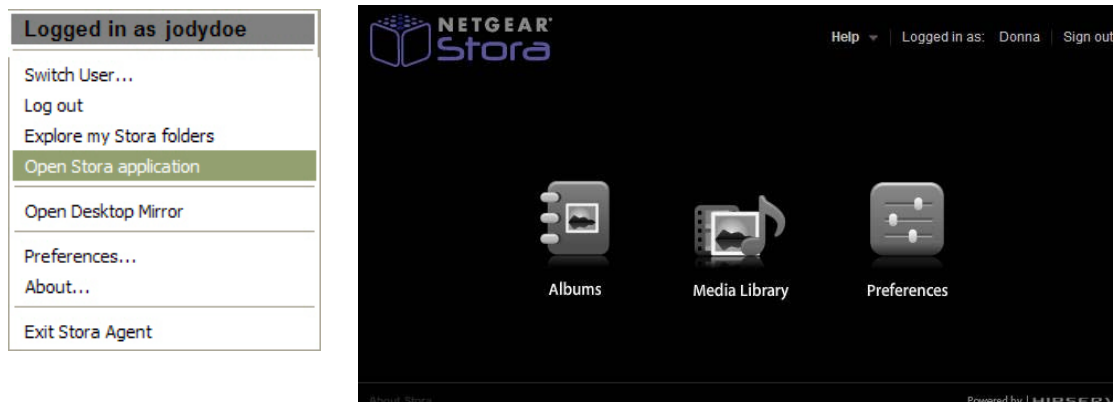 Logged in as jodydoe
Switch User...
Log out
Explore my Stora folders
Open Stora application
Open Desktop Mirror
Preferences...
About...
Exit Stora Agent
NETGEAR
Stora
Help Logged in as: Donna Sign out
Albums Media Library Preferences
About Stora Powered by